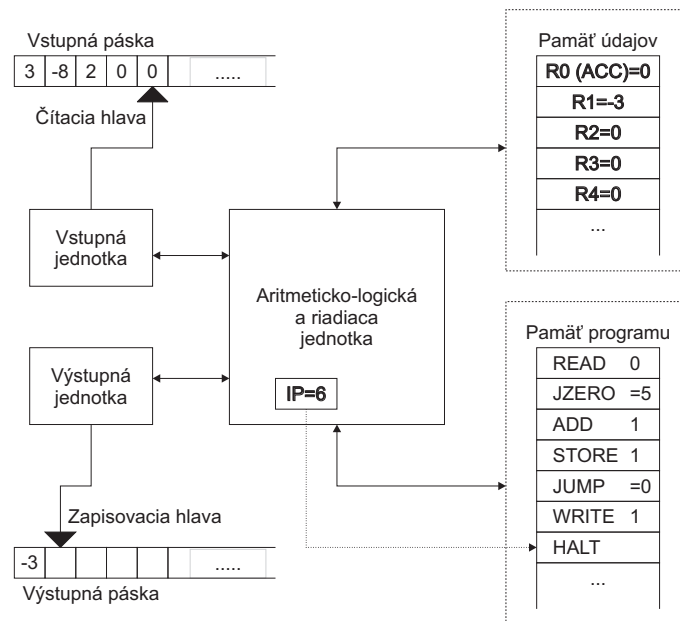 Vstupná páska
3 -8 2 0 0 .....
Čítacia hlava
Vstupná
jednotka
Výstupná
jednotka
Zapisovacia hlava
-3 .....
Výstupná páska
Aritmeticko-logická
a riadiaca
jednotka
IP=6
Pamäť údajov
R0 (ACC)=0
R1=-3
R2=0
R3=0
R4=0
...
Pamäť programu
READ 0
JZERO =5
ADD 1
STORE 1
JUMP =0
WRITE 1
HALT
...